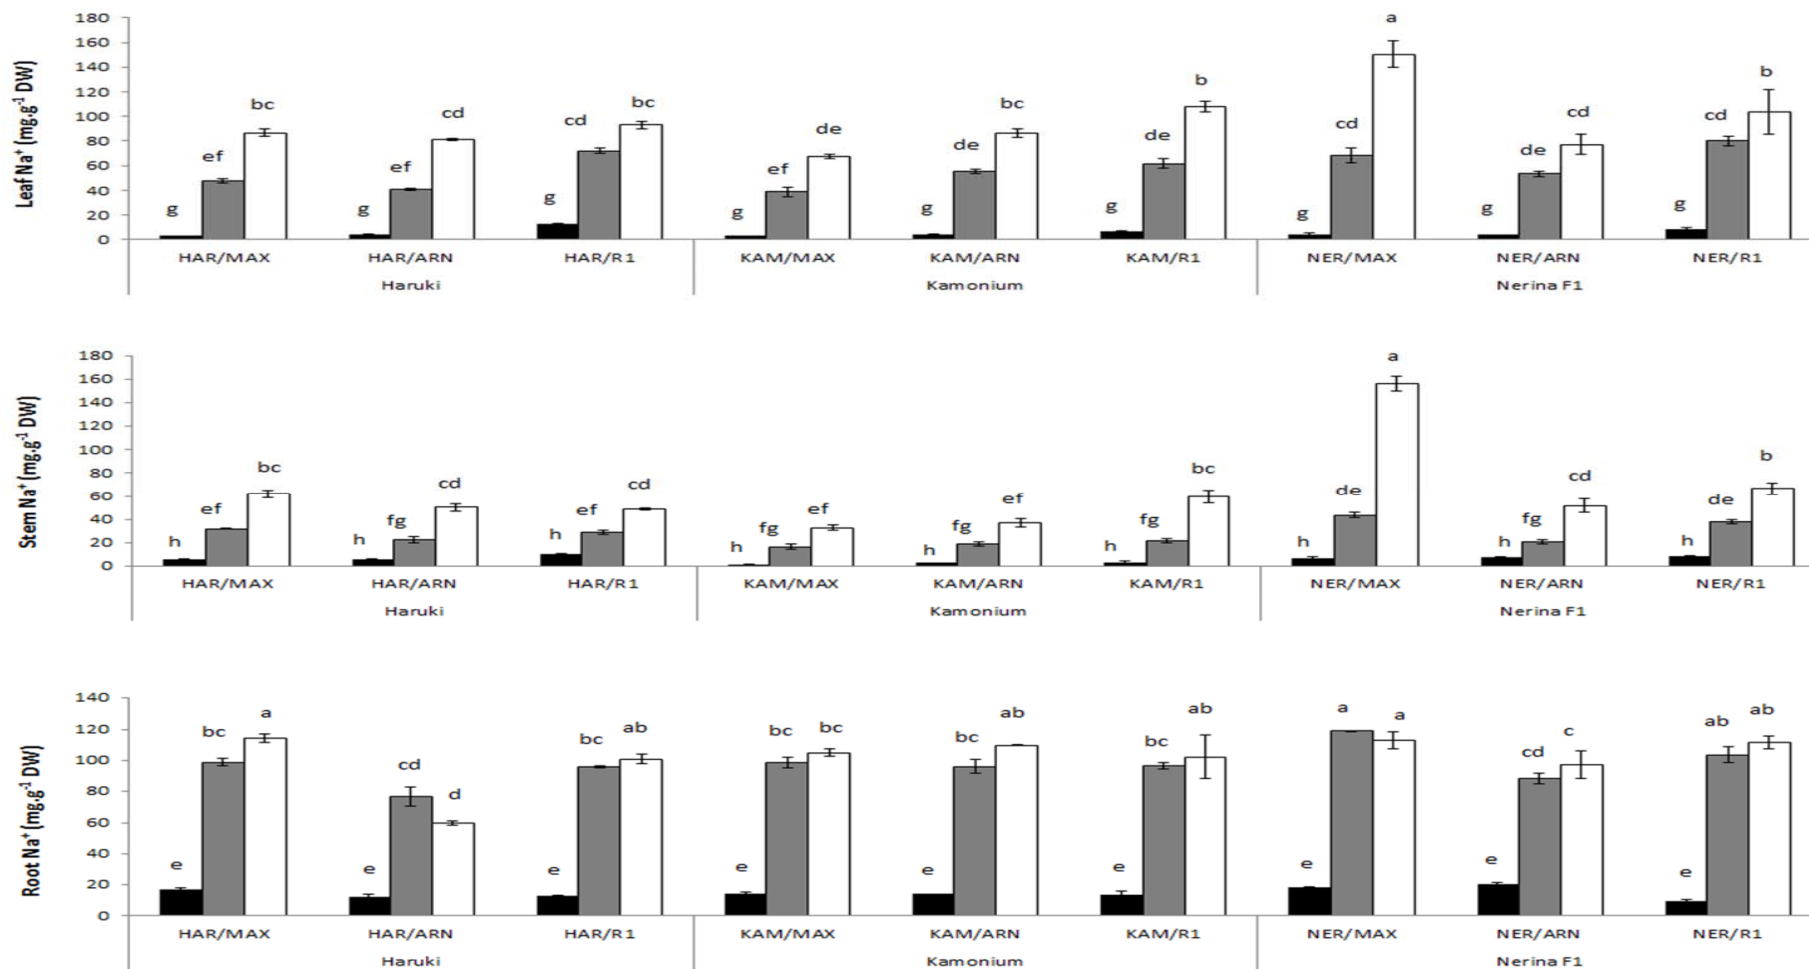 Leaf Na⁺ (mg.g⁻¹ DW)
180
a
160
140
120
b
b
100
bc
cd
bc
bc
cd
80
cd
de
cd
cd
60
ef
ef
ef
de
de
de
40
20
g
g
g
g
g
g
g
g
g
0
HAR/MAX HAR/ARN HAR/R1 KAM/MAX KAM/ARN KAM/R1 NER/MAX NER/ARN NER/R1
Haruki Kamonium Nerina F1
Stem Na⁺ (mg.g⁻¹ DW)
180
a
160
140
120
100
80
bc
cd
cd
bc
cd
b
60
ef
ef
ef
ef
de
de
40
fg
fg
fg
fg
fg
20
h
h
h
h
h
h
h
h
h
0
HAR/MAX HAR/ARN HAR/R1 KAM/MAX KAM/ARN KAM/R1 NER/MAX NER/ARN NER/R1
Haruki Kamonium Nerina F1
Root Na⁺ (mg.g⁻¹ DW)
140
a
ab
ab
ab
a
a
ab
ab
120
bc
bc
bc
bc
bc
bc
c
100
cd
cd
80
d
60
40
e
e
e
e
e
e
e
e
e
20
0
HAR/MAX HAR/ARN HAR/R1 KAM/MAX KAM/ARN KAM/R1 NER/MAX NER/ARN NER/R1
Haruki Kamonium Nerina F1